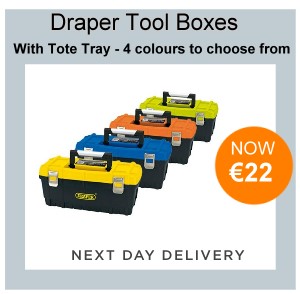 Draper Tool Boxes
With Tote Tray - 4 colours to choose from
NOW
€22
NEXT DAY DELIVERY